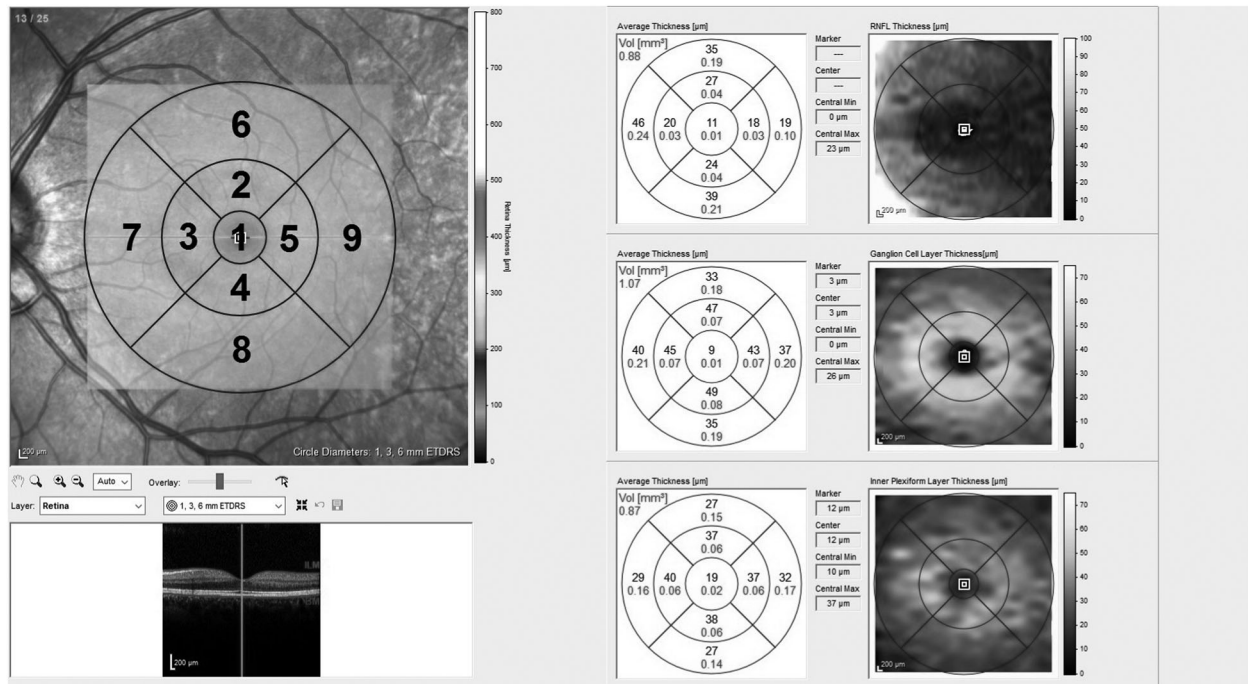 13 / 25
6
2
7 3 1 5 9
4
8
200 µm
Circle Diameters: 1, 3, 6 mm ETDRS
800
700
600
500
400
300
200
100
0
Retina Thickness [µm]
Auto
Overlay:
Layer: Retina
1, 3, 6 mm ETDRS
ILM
200 µm
Average Thickness [µm]
Vol [mm³]
0.88
35
0.19
27
0.04
46 20 11 18 19
0.24 0.03 0.01 0.03 0.10
24
0.04
39
0.21
Marker
---
Center
---
Central Min
0 µm
Central Max
23 µm
RNFL Thickness [µm]
200 µm
100
90
80
70
60
50
40
30
20
10
0
Average Thickness [µm]
Vol [mm³]
1.07
33
0.18
47
0.07
40 45 9 43 37
0.21 0.07 0.01 0.07 0.20
49
0.08
35
0.19
Marker
3 µm
Center
3 µm
Central Min
0 µm
Central Max
26 µm
Ganglion Cell Layer Thickness[µm]
200 µm
70
60
50
40
30
20
10
0
Average Thickness [µm]
Vol [mm³]
0.87
27
0.15
37
0.06
29 40 19 37 32
0.16 0.06 0.02 0.06 0.17
38
0.06
27
0.14
Marker
12 µm
Center
12 µm
Central Min
10 µm
Central Max
37 µm
Inner Plexiform Layer Thickness [µm]
200 µm
70
60
50
40
30
20
10
0